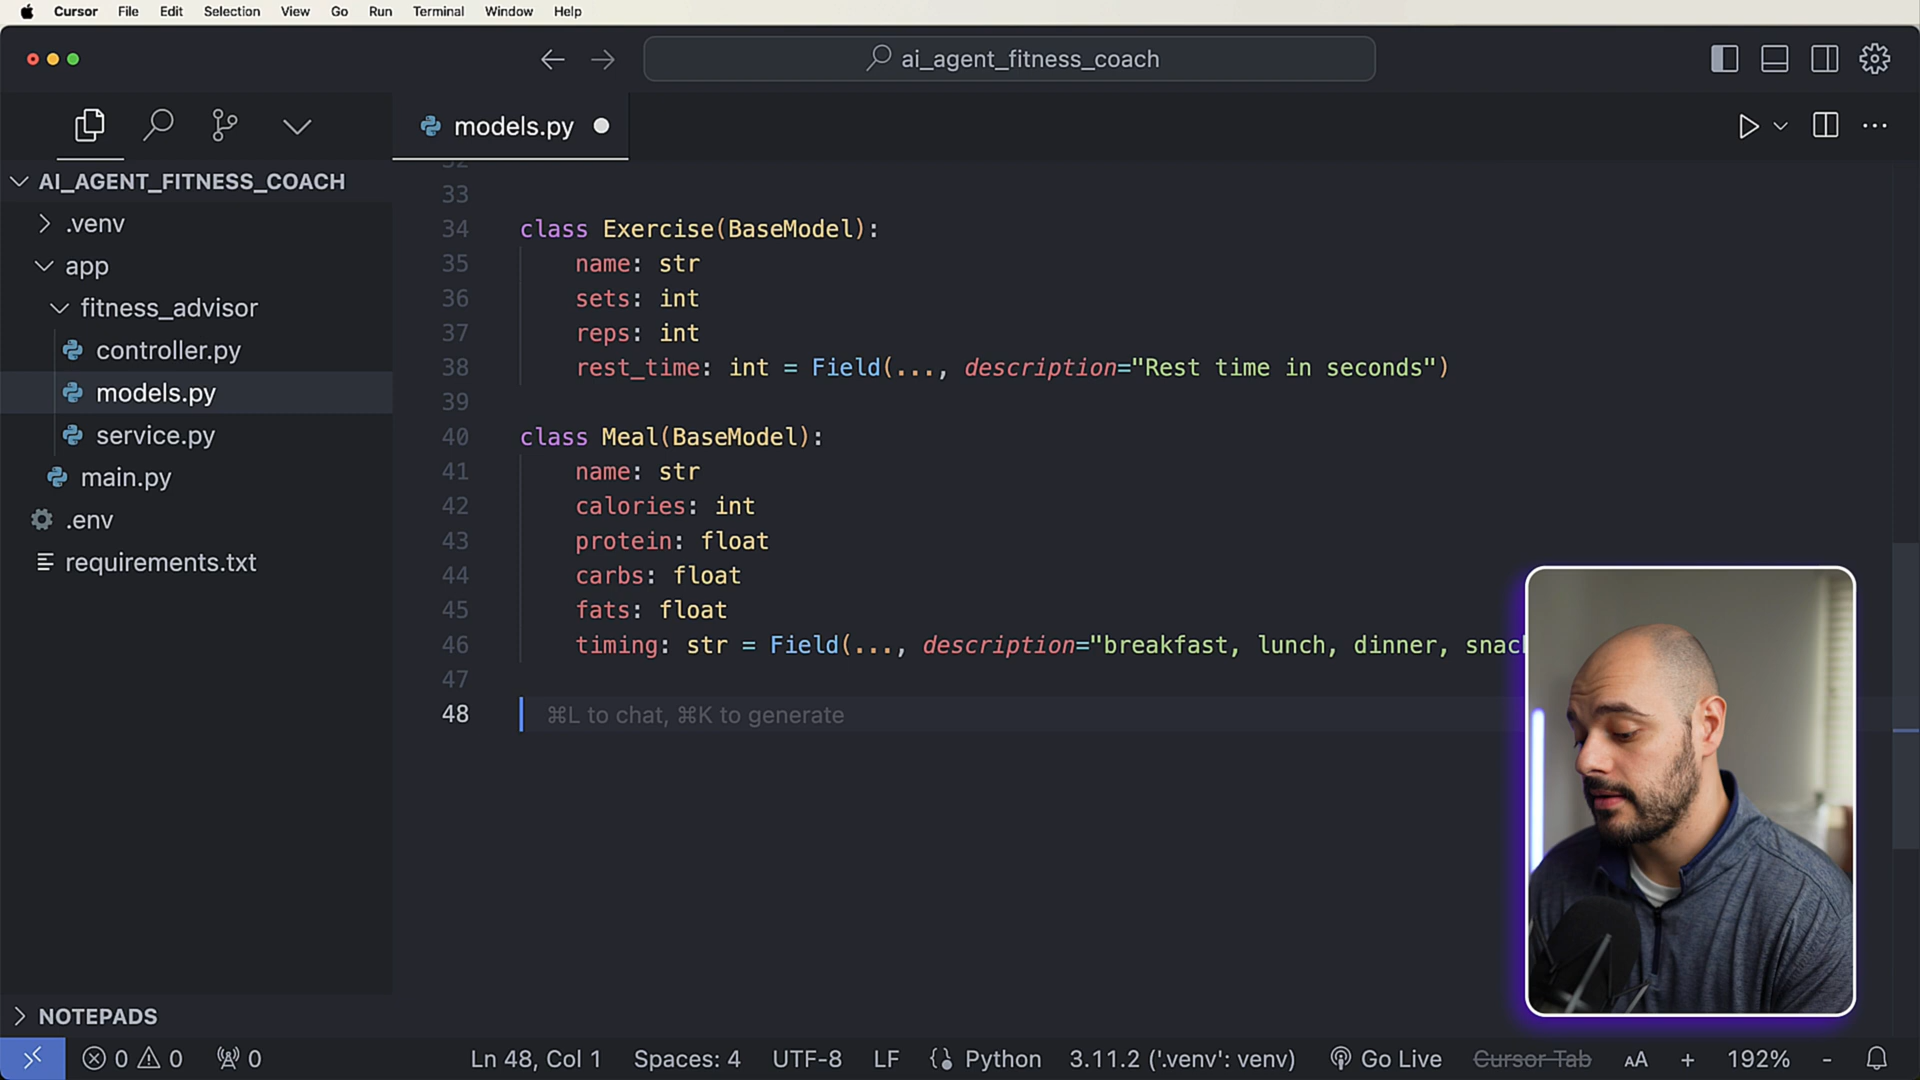 Cursor File Edit Selection View Go Run Terminal Window Help
ai_agent_fitness_coach
models.py
AI_AGENT_FITNESS_COACH
.venv
app
fitness_advisor
controller.py
models.py
service.py
main.py
.env
requirements.txt
NOTEPADS
33
34 class Exercise(BaseModel):
35 name: str
36 sets: int
37 reps: int
38 rest_time: int = Field(..., description="Rest time in seconds")
39
40 class Meal(BaseModel):
41 name: str
42 calories: int
43 protein: float
44 carbs: float
45 fats: float
46 timing: str = Field(..., description="breakfast, lunch, dinner, snack
47
48 ⌘L to chat, ⌘K to generate
0 0 0 Ln 48, Col 1 Spaces: 4 UTF-8 LF Python 3.11.2 ('.venv': venv) Go Live Cursor Tab AA + 192% -